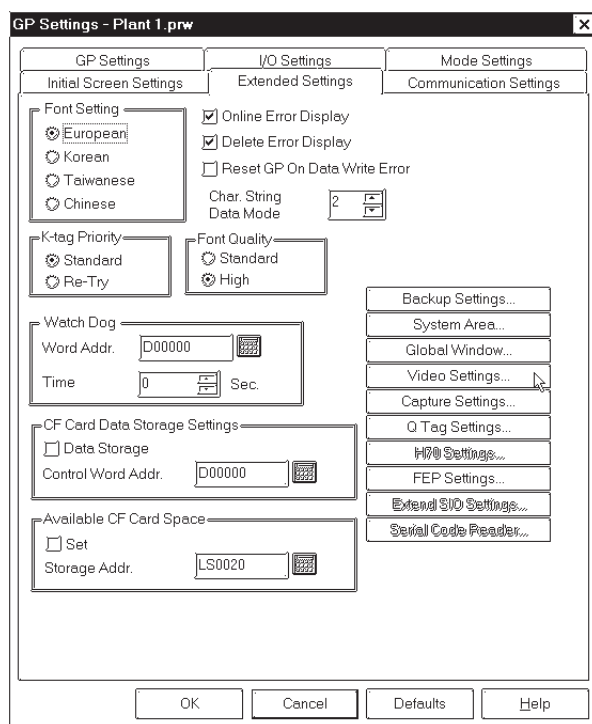 GP Settings - Plant 1.prw
GP Settings
I/O Settings
Mode Settings
Initial Screen Settings
Extended Settings
Communication Settings
Font Setting
European
Korean
Taiwanese
Chinese
Online Error Display
Delete Error Display
Reset GP On Data Write Error
Char. String
Data Mode
2
K-tag Priority
Standard
Re-Try
Font Quality
Standard
High
Watch Dog
Word Addr.
D00000
Time
0
Sec.
CF Card Data Storage Settings
Data Storage
Control Word Addr.
D00000
Available CF Card Space
Set
Storage Addr.
LS0020
Backup Settings...
System Area...
Global Window...
Video Settings...
Capture Settings...
Q Tag Settings...
H70 Settings...
FEP Settings...
Extend SIO Settings...
Serial Code Reader...
OK
Cancel
Defaults
Help